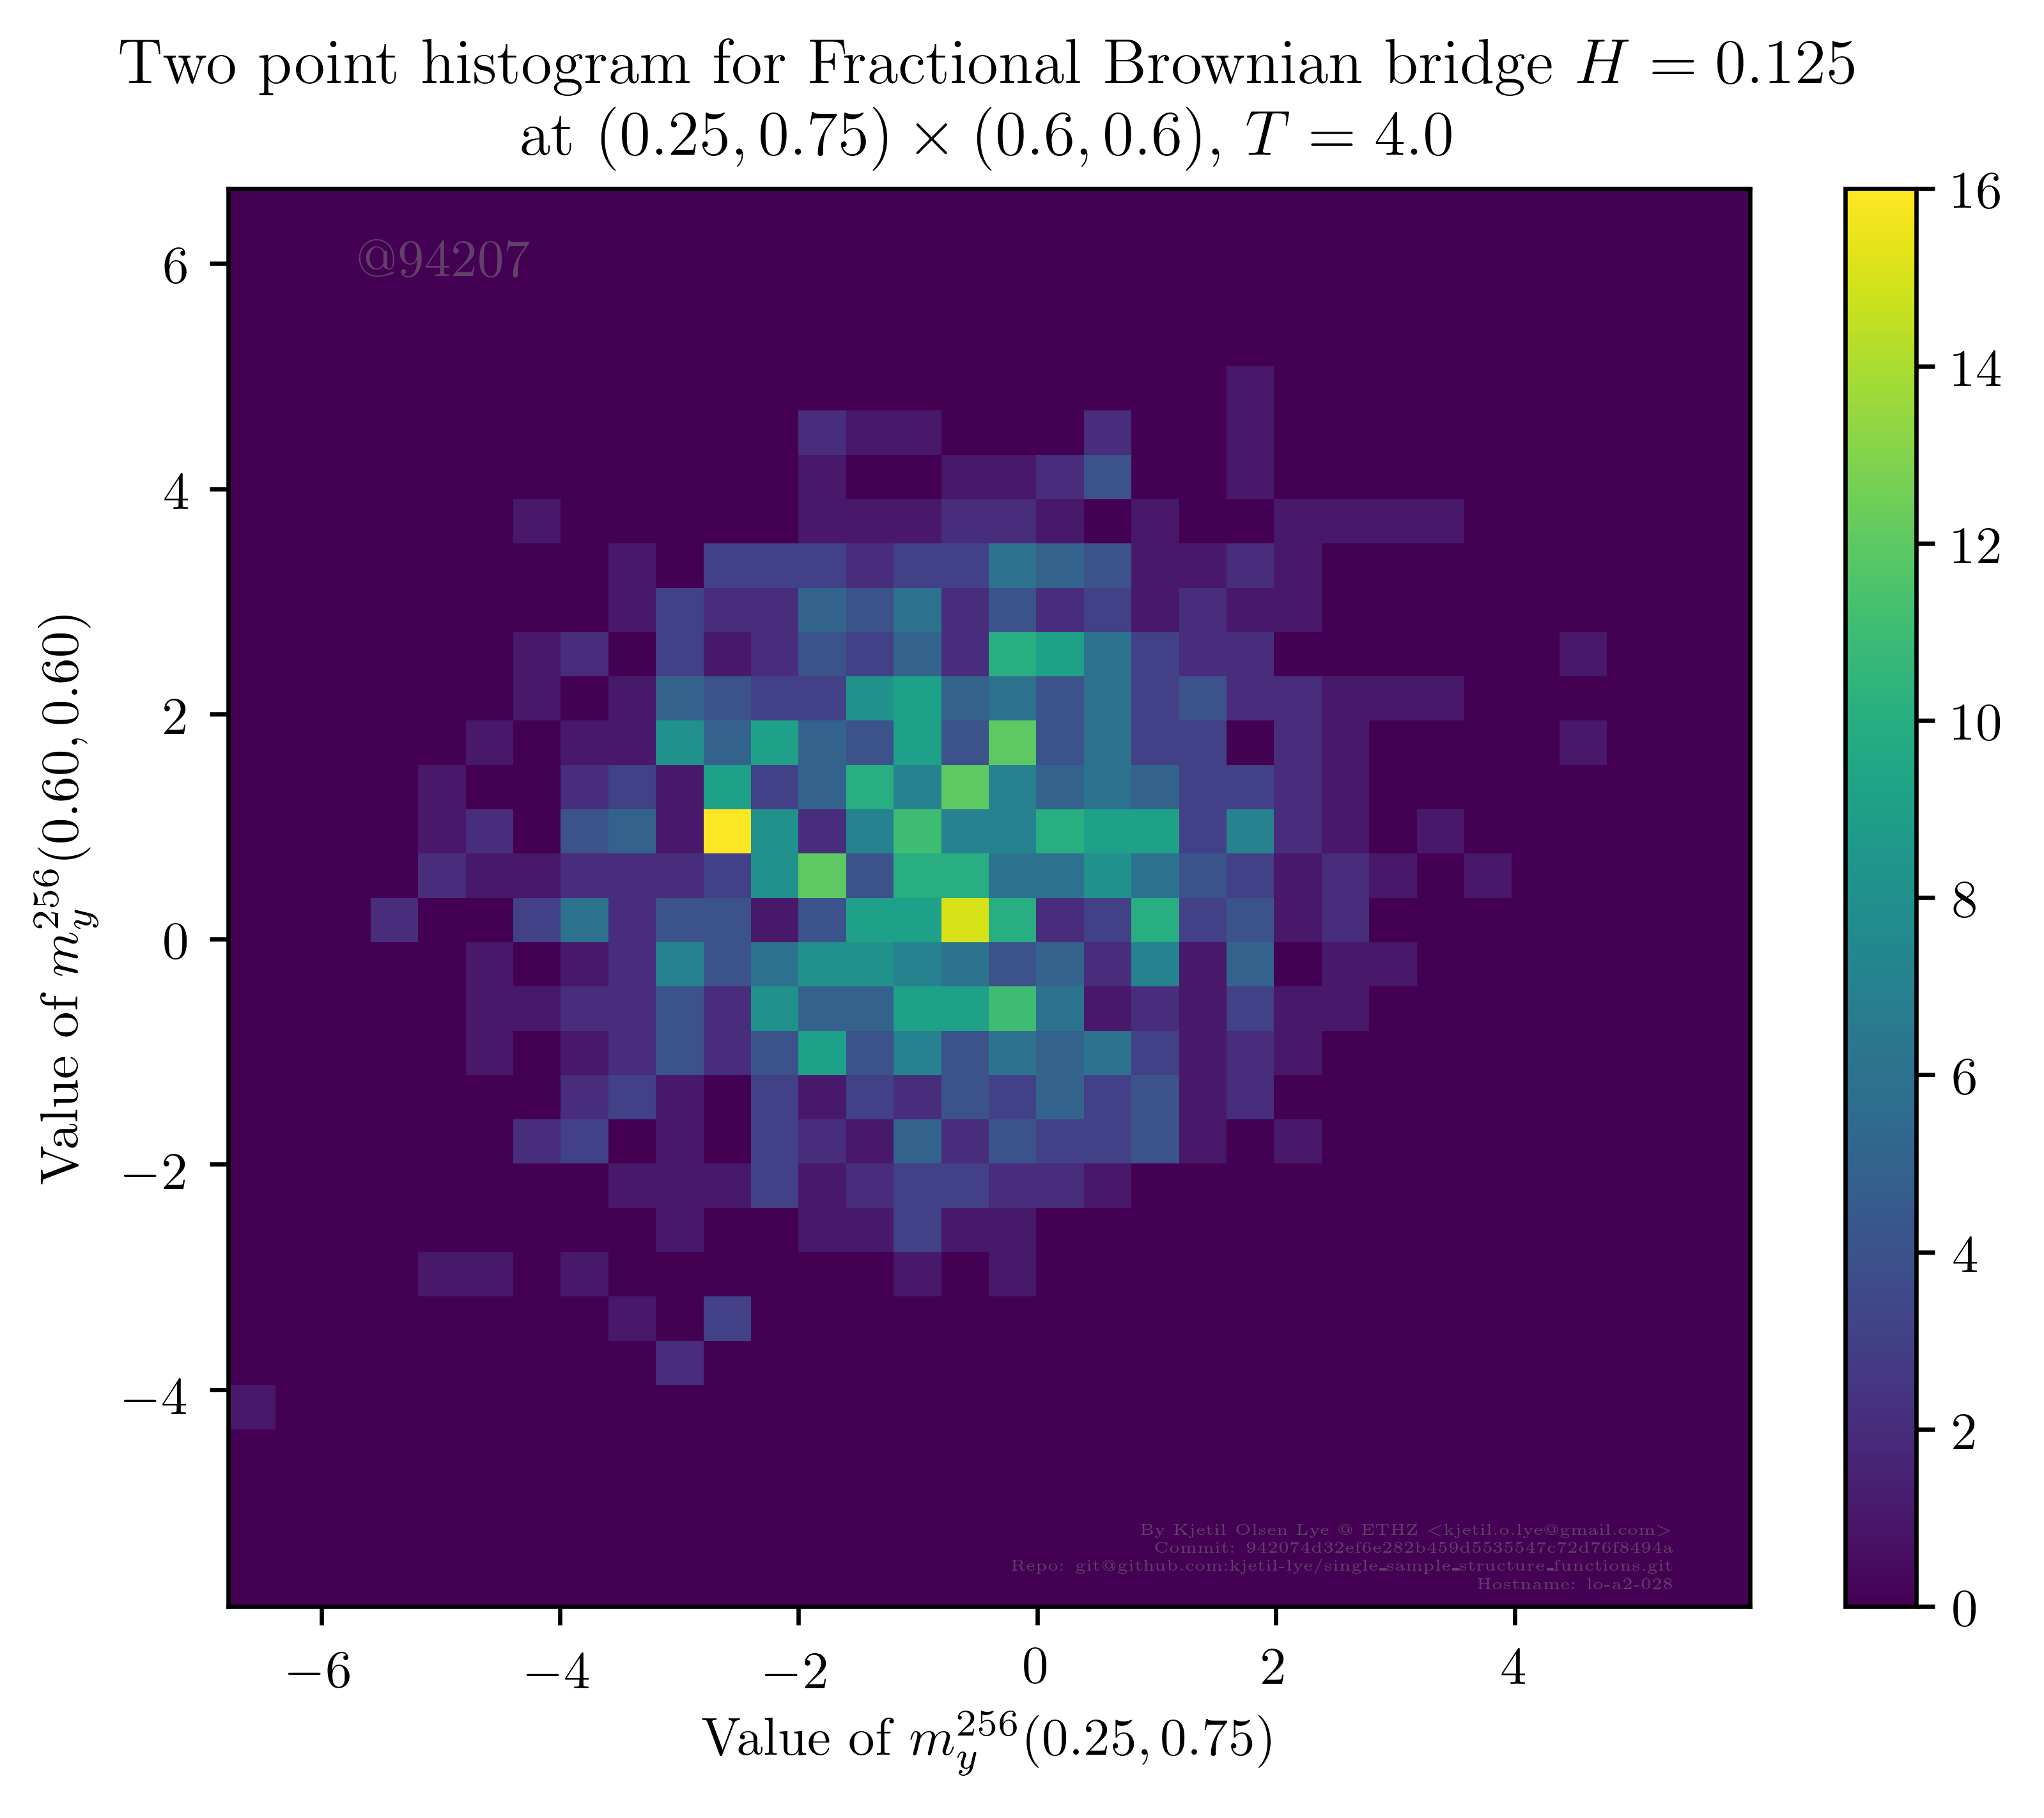 Two point histogram for Fractional Brownian bridge H = 0.125
at (0.25, 0.75) × (0.6, 0.6), T = 4.0
@94207
6
4
2
0
−2
−4
Value of m_y^256(0.60, 0.60)
−6
−4
−2
0
2
4
Value of m_y^256(0.25, 0.75)
16
14
12
10
8
6
4
2
0
By Kjetil Olsen Lye @ ETHZ <kjetil.o.lye@gmail.com>
Commit: 942074d32ef6e282b459d5535547c72d76f8494a
Repo: git@github.com:kjetil-lye/single_sample_structure_functions.git
Hostname: lo-a2-028